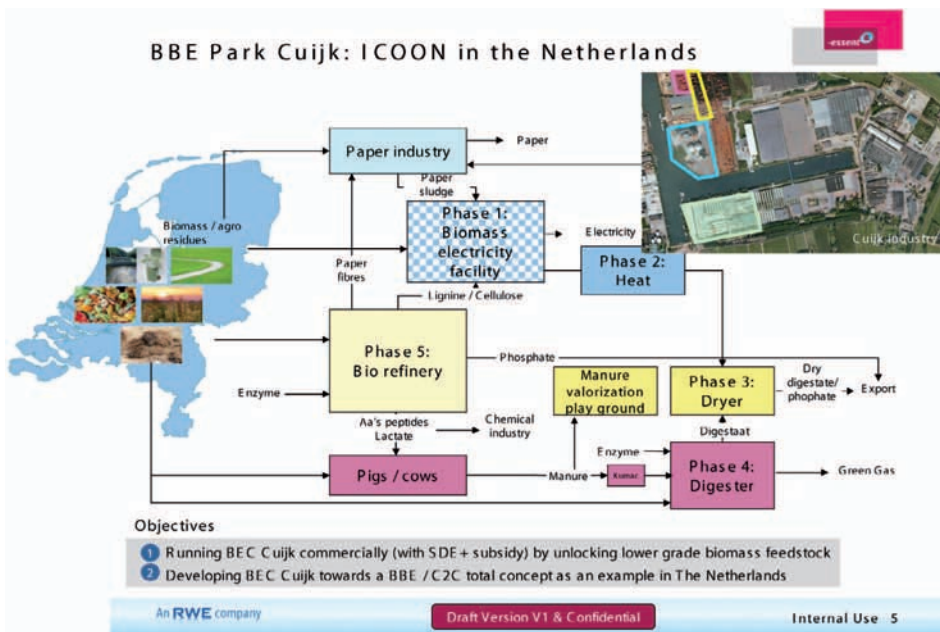 BBE Park Cuijk: ICOON in the Netherlands
essent
Paper industry
Paper
Paper
sludge
Biomass / agro
residues
Phase 1:
Biomass
electricity
facility
Electricity
Cuijk industry
Phase 2:
Heat
Paper
fibres
Lignine / Cellulose
Phase 5:
Bio refinery
Phosphate
Enzyme
Manure
valorization
play ground
Phase 3:
Dryer
Dry
digestate/
phophate
Export
Aa's peptides
Lactate
Chemical
industry
Digestaat
Enzyme
Pigs / cows
Manure
Kumac
Phase 4:
Digester
Green Gas
Objectives
1 Running BEC Cuijk commercially (with SDE+ subsidy) by unlocking lower grade biomass feedstock
2 Developing BEC Cuijk towards a BBE / C2C total concept as an example in The Netherlands
An RWE company
Draft Version V1 & Confidential
Internal Use 5